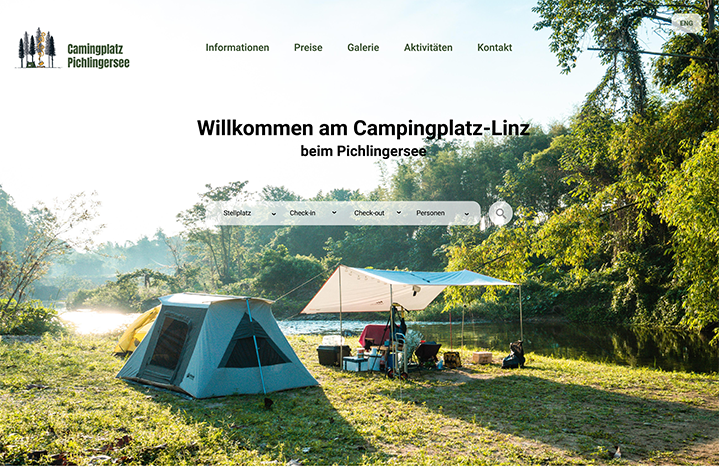 Camingplatz
Pichlingersee
Informationen Preise Galerie Aktivitäten Kontakt
ENG
Willkommen am Campingplatz-Linz
beim Pichlingersee
Stellplatz Check-in Check-out Personen